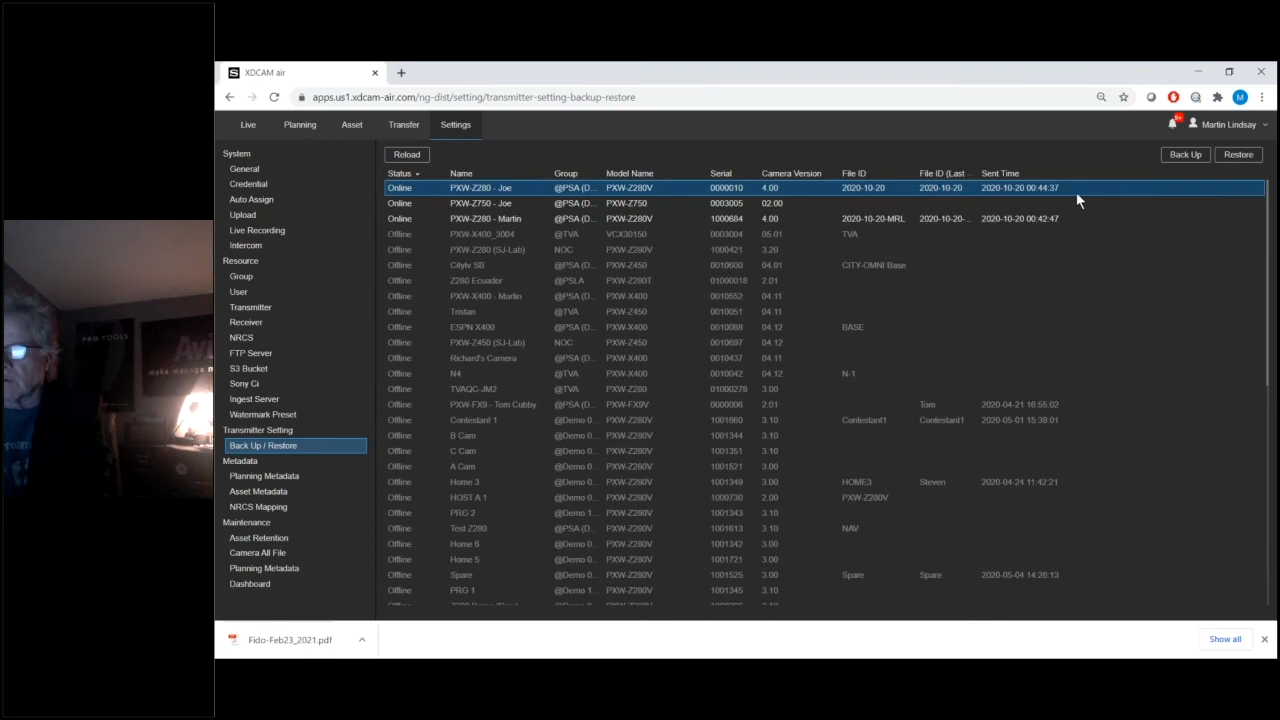 XDCAM air
apps.us1.xdcam-air.com/ng-dist/setting/transmitter-setting-backup-restore
M
Live Planning Asset Transfer Settings
9+ Martin Lindsay
System
General
Credential
Auto Assign
Upload
Live Recording
Intercom
Resource
Group
User
Transmitter
Receiver
NRCS
FTP Server
S3 Bucket
Sony Ci
Ingest Server
Watermark Preset
Transmitter Setting
Back Up / Restore
Metadata
Planning Metadata
Asset Metadata
NRCS Mapping
Maintenance
Asset Retention
Camera All File
Planning Metadata
Dashboard
Reload Back Up Restore
Status Name Group Model Name Serial Camera Version File ID File ID (Last ... Sent Time
Online PXW-Z280 - Joe @PSA (D... PXW-Z280V 0000010 4.00 2020-10-20 2020-10-20 2020-10-20 00:44:37
Online PXW-Z750 - Joe @PSA (D... PXW-Z750 0003005 02.00
Online PXW-Z280 - Martin @PSA (D... PXW-Z280V 1000684 4.00 2020-10-20-MRL 2020-10-20-... 2020-10-20 00:42:47
Offline PXW-X400_3004 @TVA VCX30150 0003004 05.01 TVA
Offline PXW-Z280 (SJ-Lab) NOC PXW-Z280V 1000421 3.20
Offline Citytv SB @PSA (D... PXW-Z450 0010600 04.01 CITY-OMNI Base
Offline Z280 Ecuador @PSLA PXW-Z280T 01000018 2.01
Offline PXW-X400 - Martin @PSA (D... PXW-X400 0010552 04.11
Offline Tristan @TVA PXW-Z450 0010051 04.11
Offline ESPN X400 @PSA (D... PXW-X400 0010088 04.12 BASE
Offline PXW-Z450 (SJ-Lab) NOC PXW-Z450 0010697 04.12
Offline Richard's Camera @PSA (D... PXW-X400 0010437 04.11
Offline N4 @TVA PXW-X400 0010042 04.12 N-1
Offline TVAQC-JM2 @TVA PXW-Z280 01000278 3.00
Offline PXW-FX9 - Tom Cubby @PSA (D... PXW-FX9V 0000006 2.01 Tom 2020-04-21 16:55:02
Offline Contestant 1 @Demo 0... PXW-Z280V 1001660 3.10 Contestant1 Contestant1 2020-05-01 15:39:01
Offline B Cam @Demo 0... PXW-Z280V 1001344 3.10
Offline C Cam @Demo 0... PXW-Z280V 1001351 3.10
Offline A Cam @Demo 0... PXW-Z280V 1001521 3.00
Offline Home 3 @Demo 0... PXW-Z280V 1001349 3.10 HOME3 Steven 2020-04-24 11:42:21
Offline HOST A 1 @Demo 0... PXW-Z280V 1000730 2.00 PXW-Z280V
Offline PRG 2 @Demo 1... PXW-Z280V 1001343 3.10
Offline Test Z280 @PSA (D... PXW-Z280V 1001613 3.10 NAV
Offline Home 6 @Demo 0... PXW-Z280V 1001342 3.00
Offline Home 5 @Demo 0... PXW-Z280V 1001721 3.10
Offline Spare @Demo 0... PXW-Z280V 1001525 3.00 Spare Spare 2020-05-04 14:26:13
Offline PRG 1 @Demo 1... PXW-Z280V 1001345 3.10
PRO TOOLS
Avi
Fido-Feb23_2021.pdf Show all